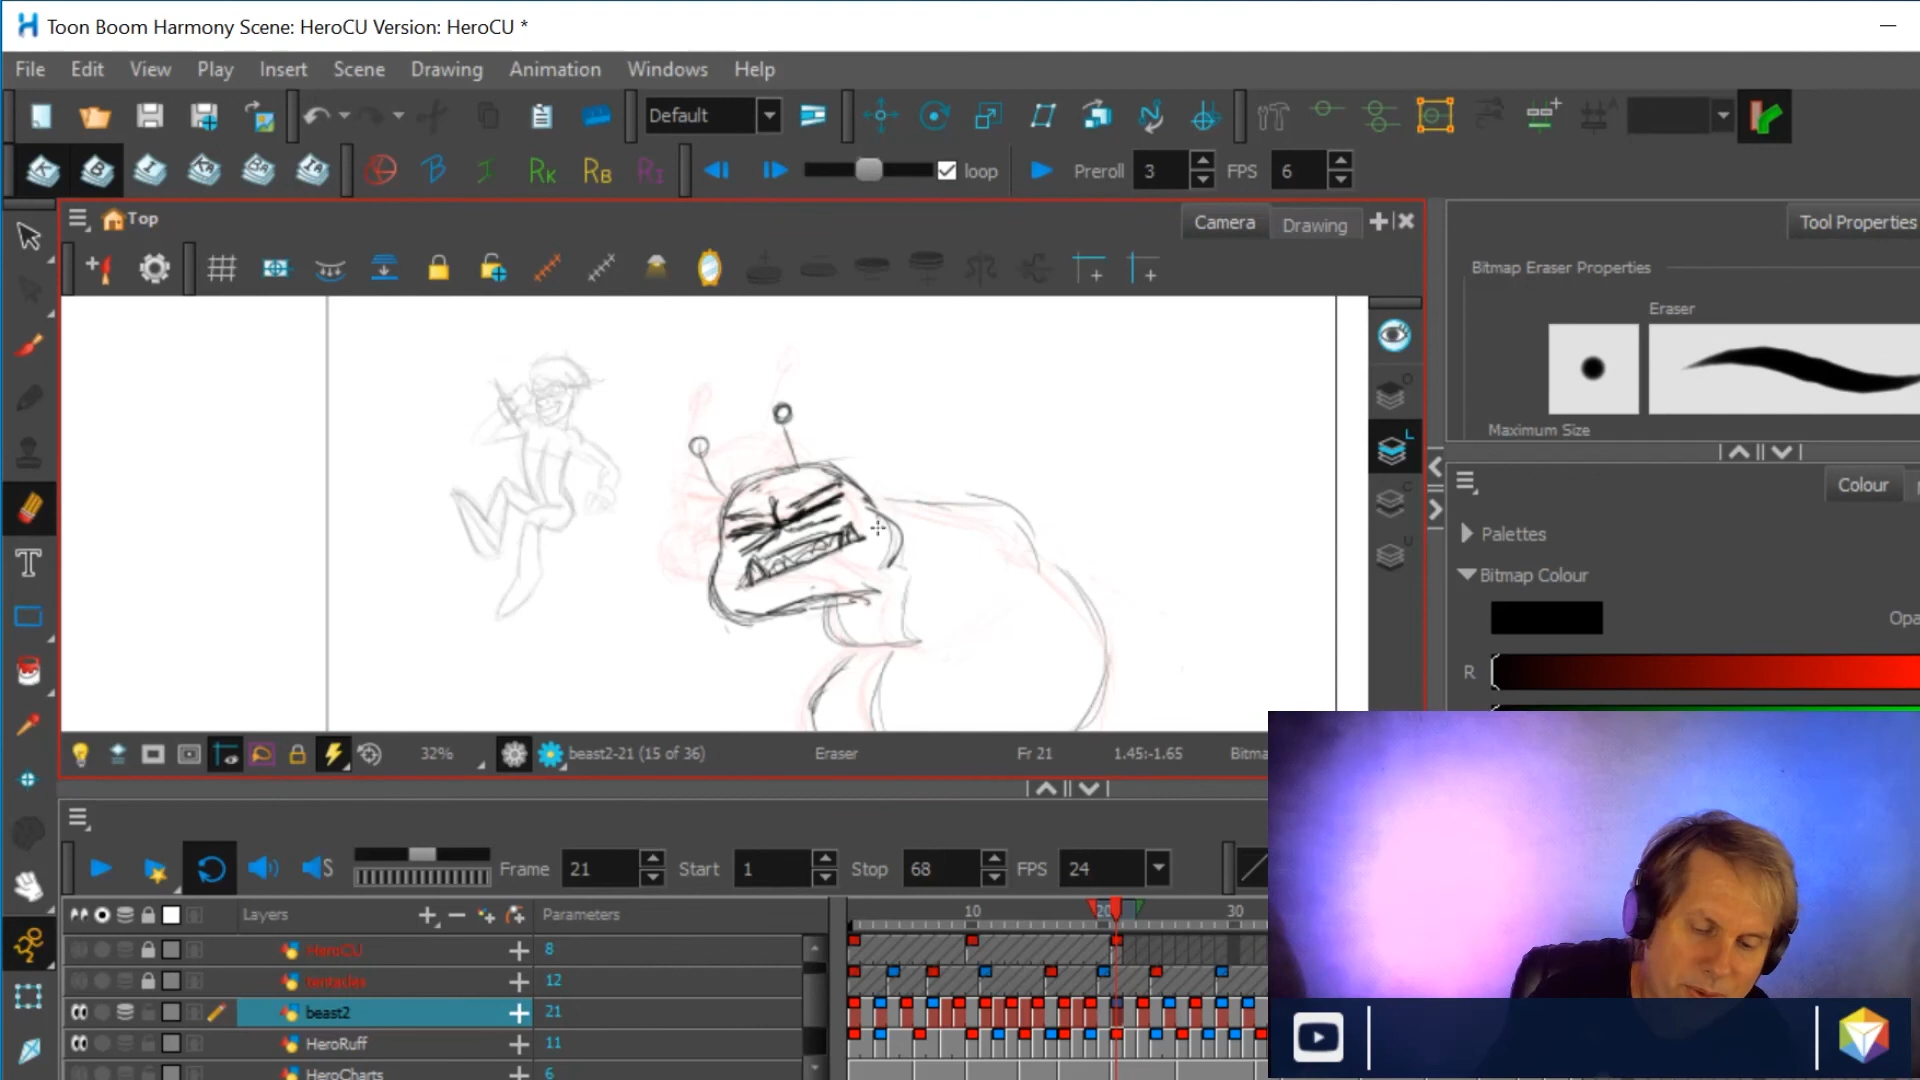 Toon Boom Harmony Scene: HeroCU Version: HeroCU *
File Edit View Play Insert Scene Drawing Animation Windows Help
Default
loop Preroll 3 FPS 6
Top Camera Drawing
Tool Properties
Bitmap Eraser Properties
Eraser
Maximum Size
Colour
Palettes
Bitmap Colour
Opa
R
32% beast2-21 (15 of 36) Eraser Fr 21 1.45:-1.65 Bitma
Frame 21 Start 1 Stop 68 FPS 24
Layers Parameters 10 20 30
HeroCU 8
tentacles 12
beast2 21
HeroRuff 11
HeroCharts 6